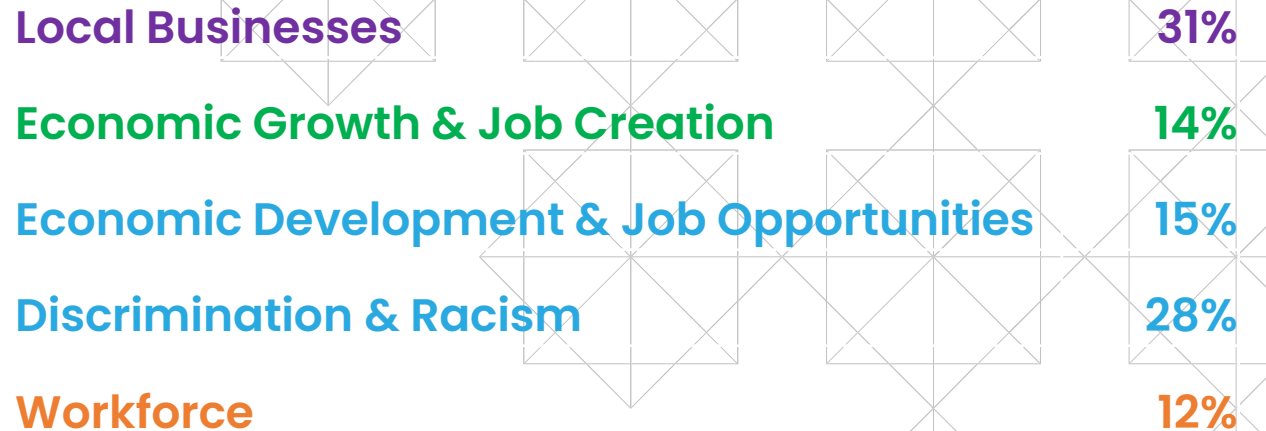 Local Businesses 31%
Economic Growth & Job Creation 14%
Economic Development & Job Opportunities 15%
Discrimination & Racism 28%
Workforce 12%